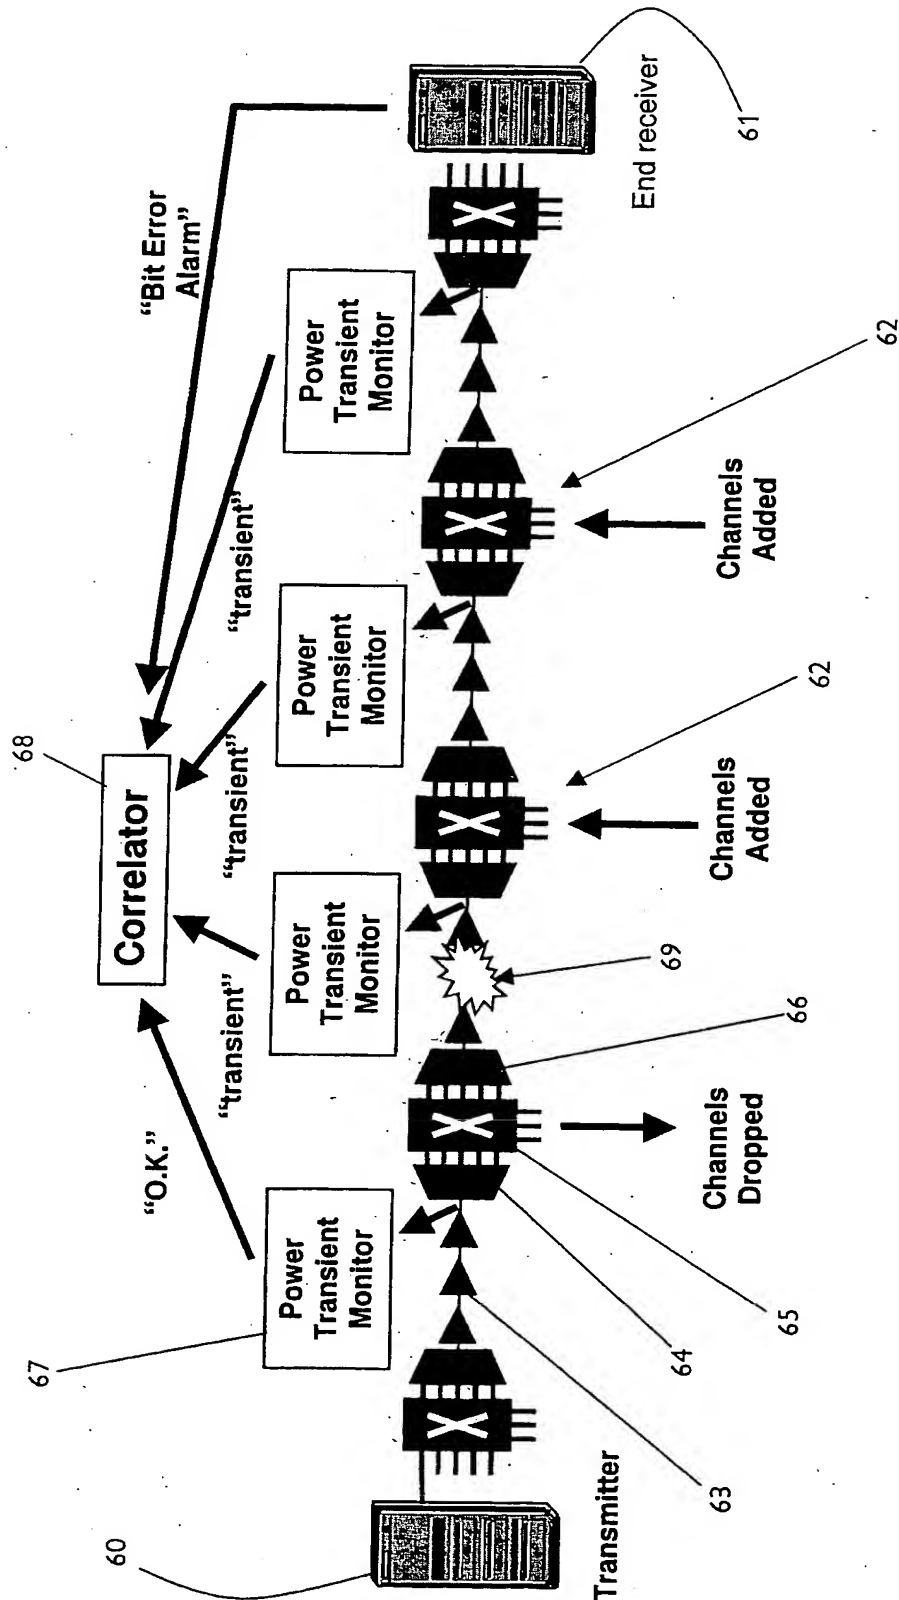 68
Correlator
"Bit Error
Alarm"
"O.K."
"transient"
"transient"
"transient"
67
Power
Transient
Monitor
Power
Transient
Monitor
Power
Transient
Monitor
Power
Transient
Monitor
60
Transmitter
63
64
65
Channels
Dropped
66
69
Channels
Added
62
Channels
Added
62
End receiver
61